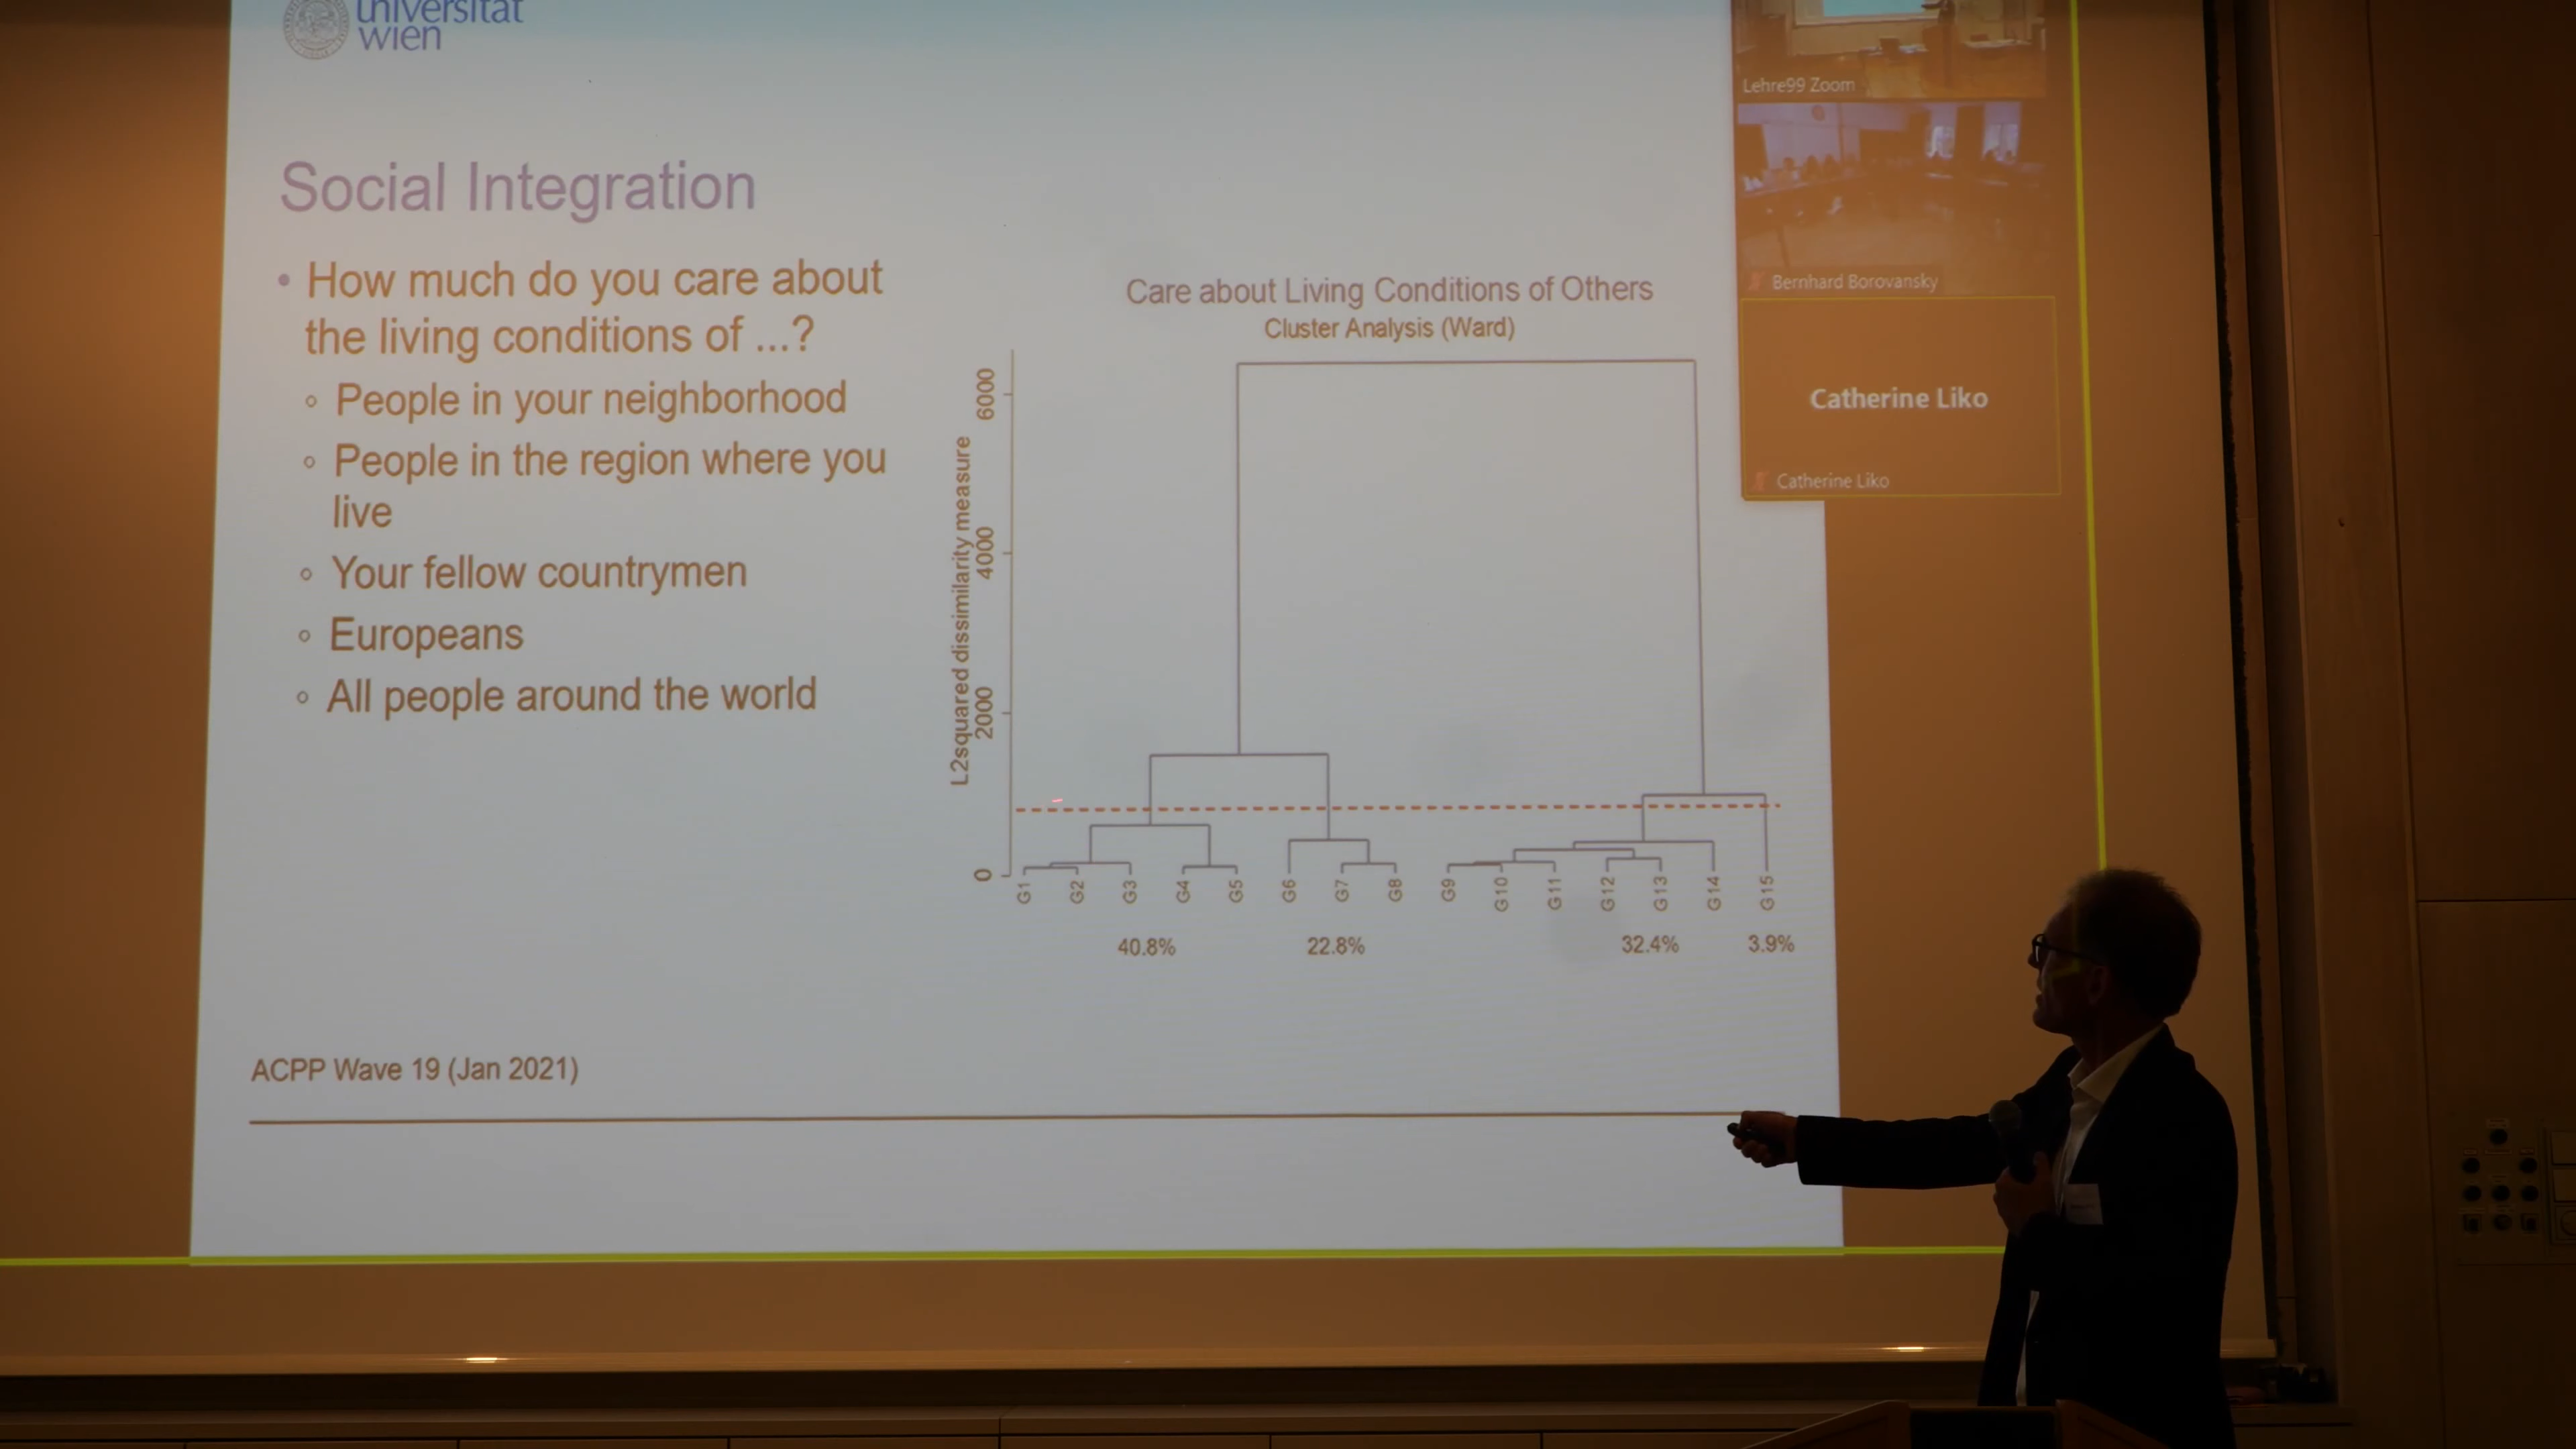 universität
wien
Social Integration
• How much do you care about
the living conditions of ...?
○ People in your neighborhood
○ People in the region where you
live
○ Your fellow countrymen
○ Europeans
○ All people around the world
ACPP Wave 19 (Jan 2021)
Care about Living Conditions of Others
Cluster Analysis (Ward)
L2squared dissimilarity measure
6000
4000
2000
0
G1 G2 G3 G4 G5 G6 G7 G8 G9 G10 G11 G12 G13 G14 G15
40.8% 22.8% 32.4% 3.9%
Lehre99 Zoom
Bernhard Borovansky
Catherine Liko
Catherine Liko